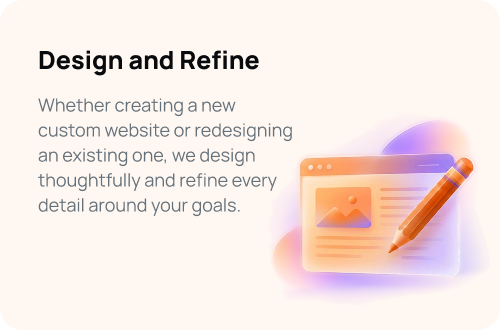 Design and Refine
Whether creating a new
custom website or redesigning
an existing one, we design
thoughtfully and refine every
detail around your goals.